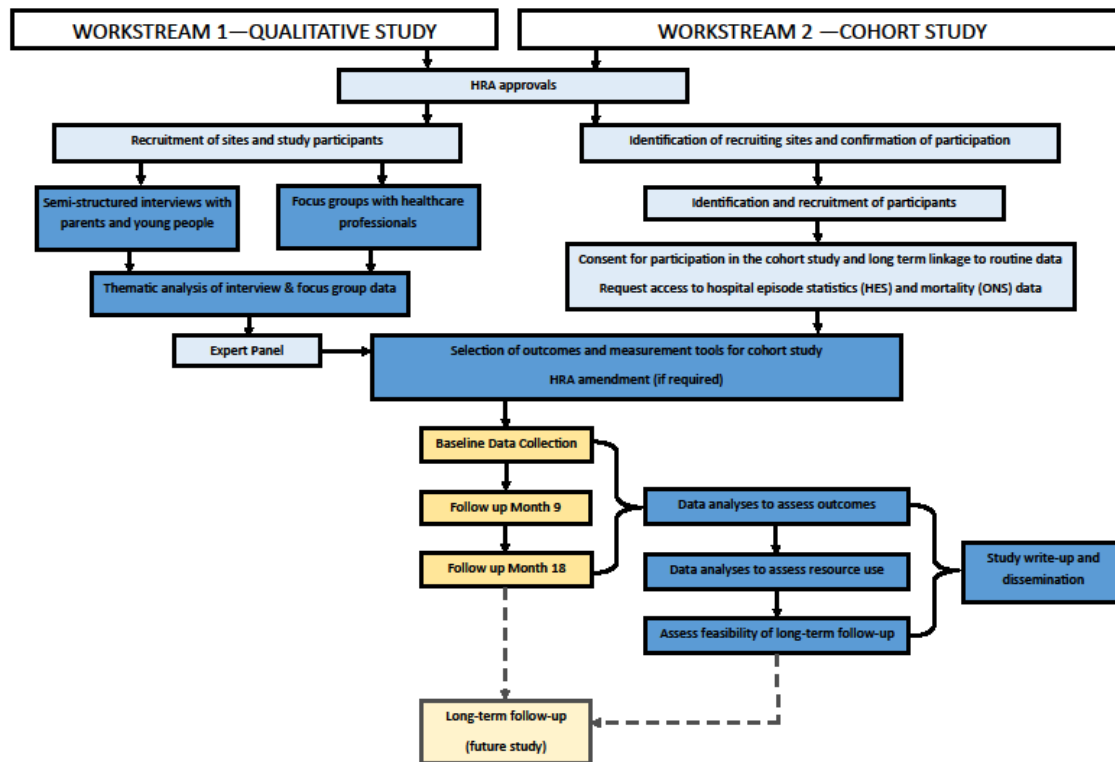 WORKSTREAM 1—QUALITATIVE STUDY
WORKSTREAM 2 —COHORT STUDY
HRA approvals
Recruitment of sites and study participants
Identification of recruiting sites and confirmation of participation
Semi-structured interviews with
parents and young people
Focus groups with healthcare
professionals
Identification and recruitment of participants
Consent for participation in the cohort study and long term linkage to routine data
Request access to hospital episode statistics (HES) and mortality (ONS) data
Thematic analysis of interview & focus group data
Expert Panel
Selection of outcomes and measurement tools for cohort study
HRA amendment (if required)
Baseline Data Collection
Follow up Month 9
Follow up Month 18
Data analyses to assess outcomes
Data analyses to assess resource use
Assess feasibility of long-term follow-up
Study write-up and
dissemination
Long-term follow-up
(future study)